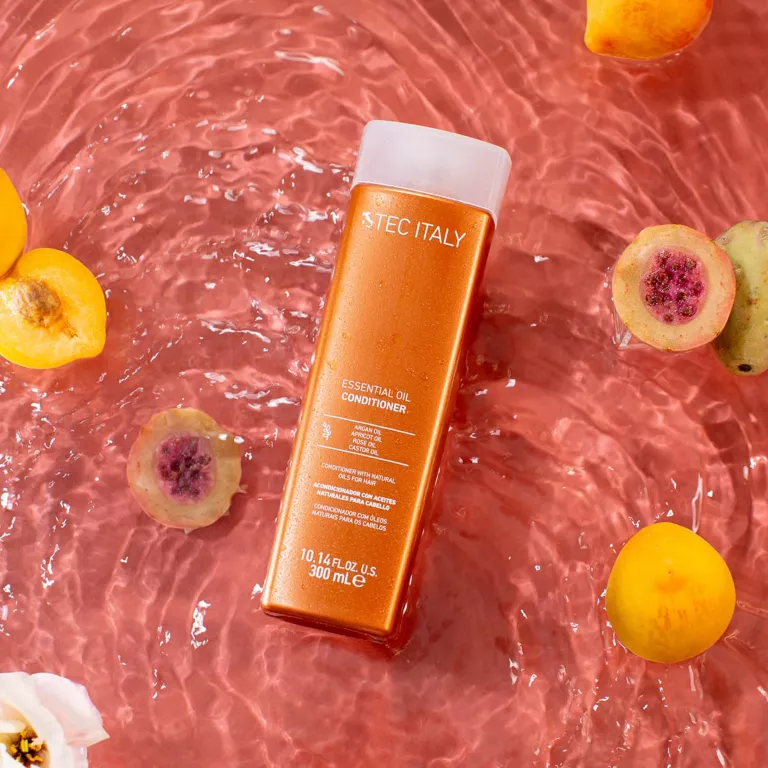 TEC ITALY
ESSENTIAL OIL
CONDITIONER
ARGAN OIL
APRICOT OIL
ROSE OIL
CASTOR OIL
CONDITIONER WITH NATURAL
OILS FOR HAIR
ACONDICIONADOR CON ACEITES
NATURALES PARA CABELLO
CONDICIONADOR COM ÓLEOS
NATURAIS PARA OS CABELOS
10.14 FL.OZ. U.S.
300 mL℮